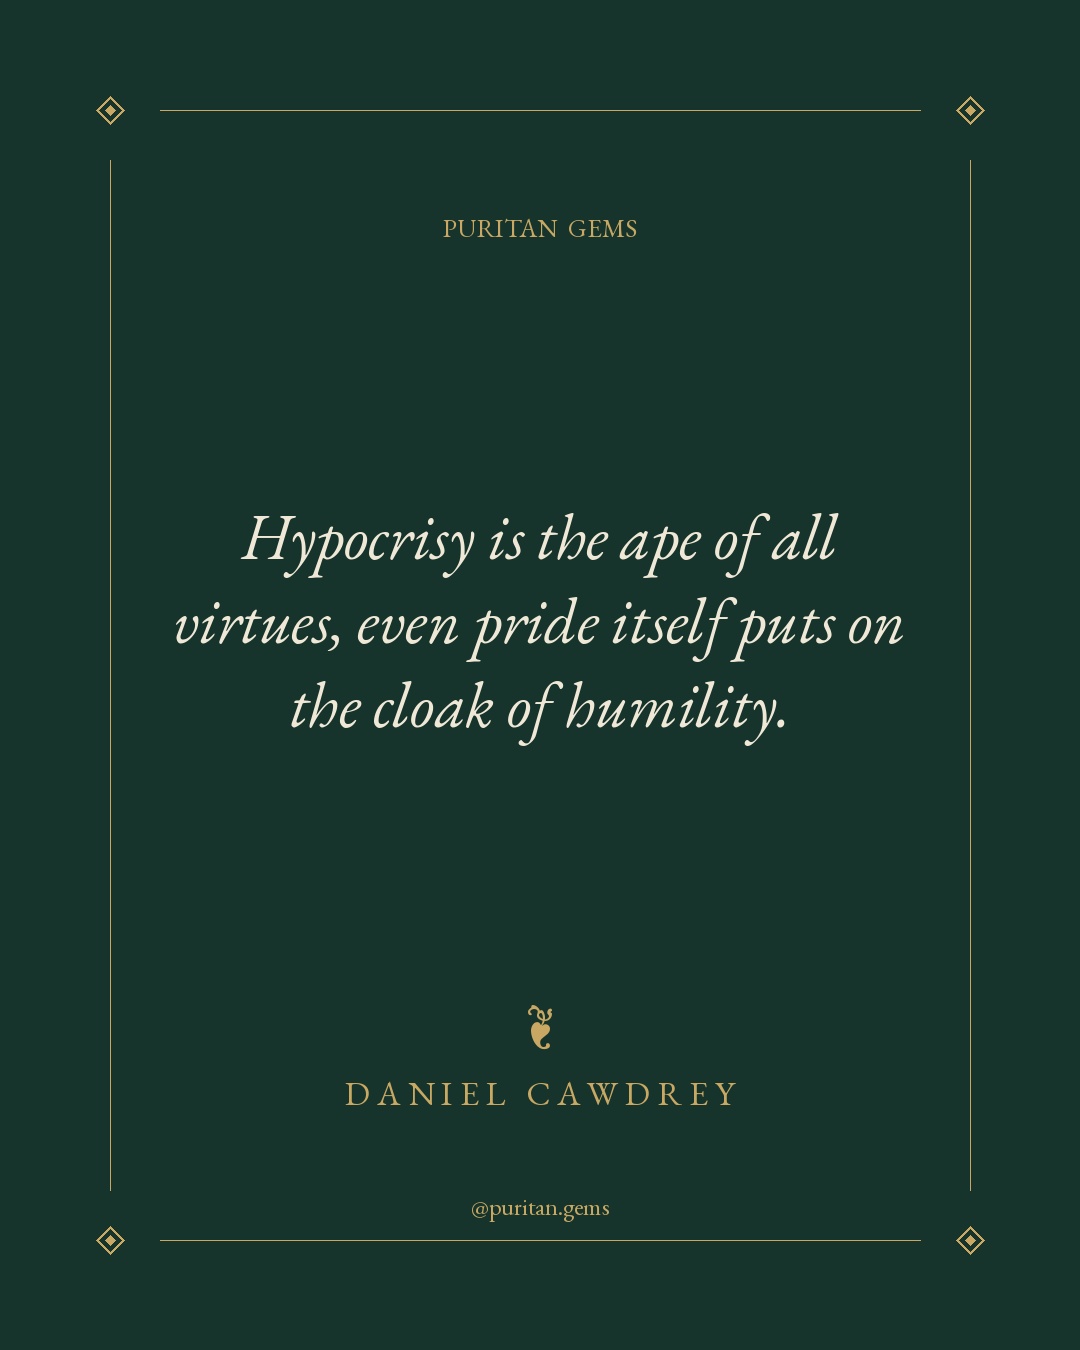 PURITAN GEMS
Hypocrisy is the ape of all
virtues, even pride itself puts on
the cloak of humility.
❦
DANIEL CAWDREY
@puritan.gems